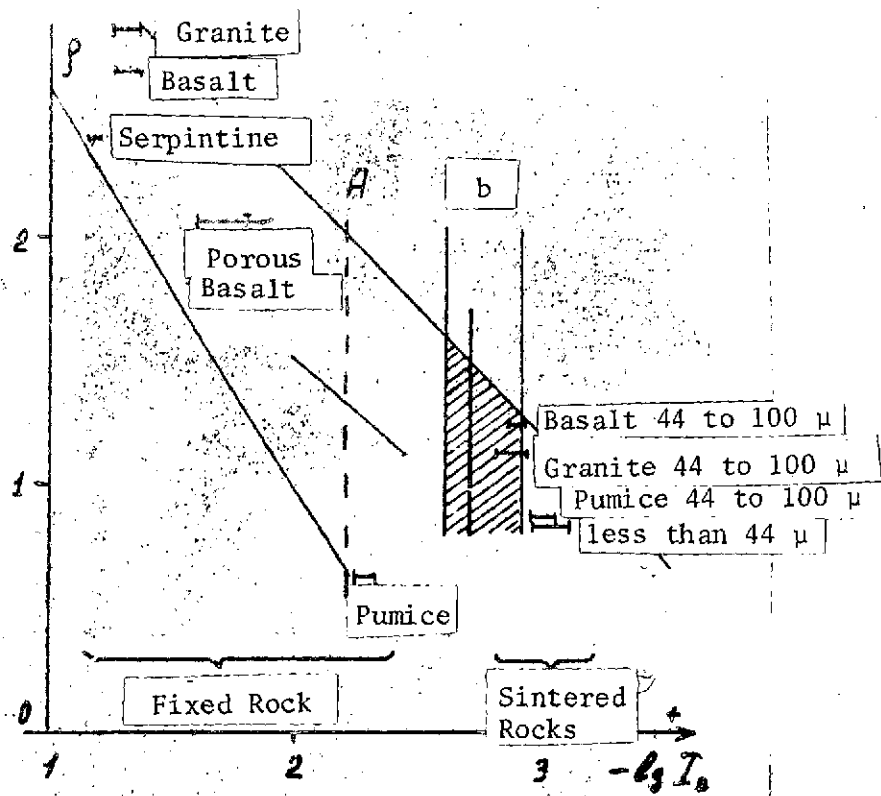 Granite
ρ
Basalt
Serpintine
A
b
2
Porous
Basalt
Basalt 44 to 100 μ
1
Granite 44 to 100 μ
Pumice 44 to 100 μ
less than 44 μ
Pumice
Fixed Rock
Sintered
Rocks
0
1
2
3
-lg I₀